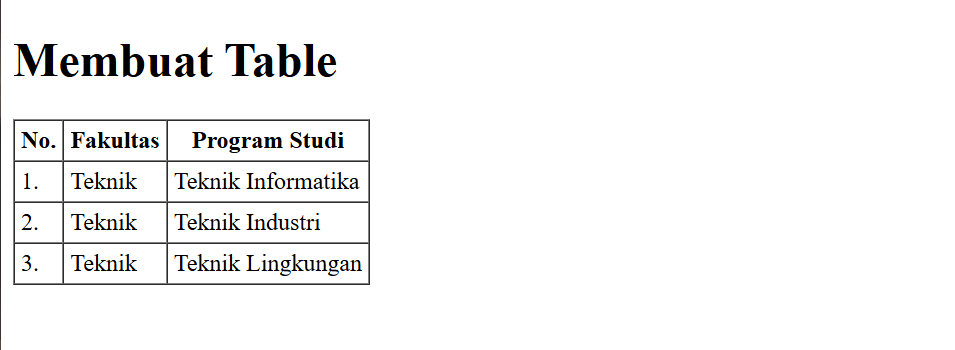 Membuat Table
No. Fakultas Program Studi
1. Teknik Teknik Informatika
2. Teknik Teknik Industri
3. Teknik Teknik Lingkungan